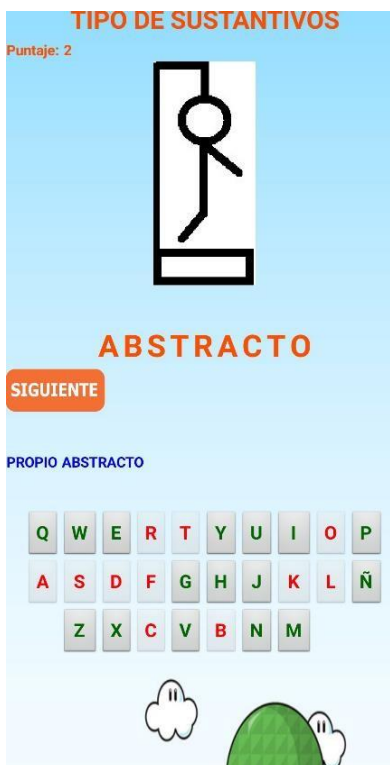 TIPO DE SUSTANTIVOS
Puntaje: 2
ABSTRACTO
SIGUIENTE
PROPIO ABSTRACTO
Q W E R T Y U I O P
A S D F G H J K L Ñ
Z X C V B N M